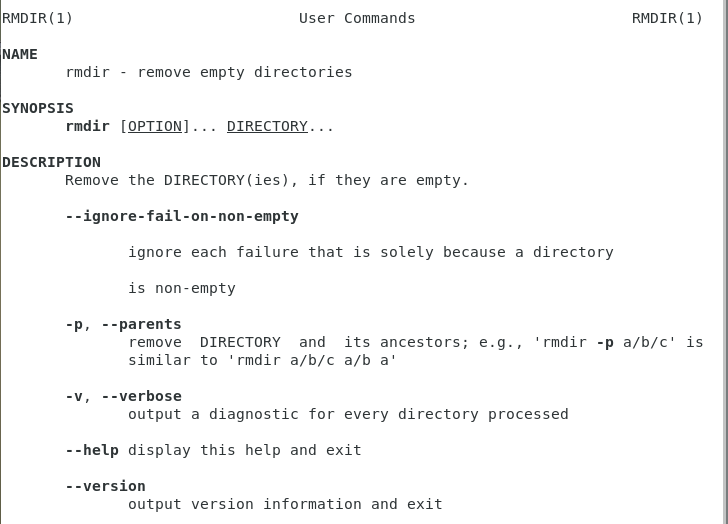 RMDIR(1) User Commands RMDIR(1)
NAME
rmdir - remove empty directories
SYNOPSIS
rmdir [OPTION]... DIRECTORY...
DESCRIPTION
Remove the DIRECTORY(ies), if they are empty.
--ignore-fail-on-non-empty
ignore each failure that is solely because a directory
is non-empty
-p, --parents
remove DIRECTORY and its ancestors; e.g., 'rmdir -p a/b/c' is
similar to 'rmdir a/b/c a/b a'
-v, --verbose
output a diagnostic for every directory processed
--help display this help and exit
--version
output version information and exit